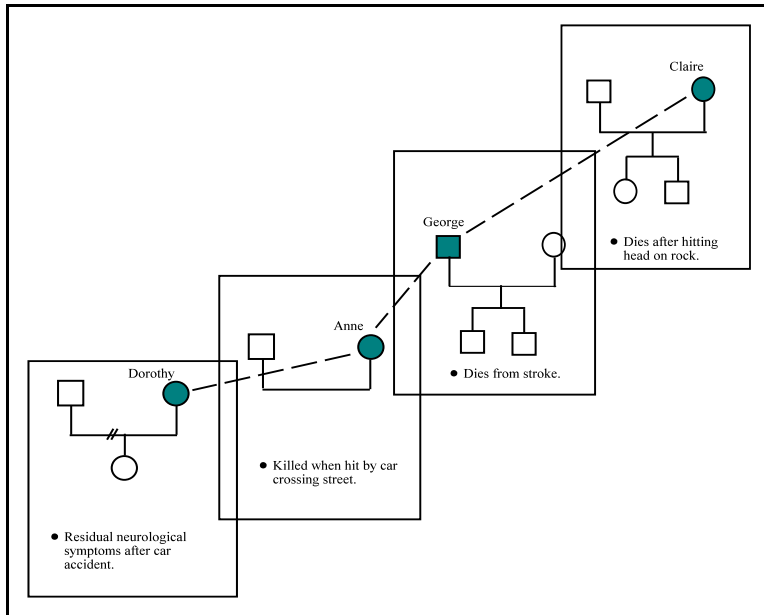 Claire
● Dies after hitting
head on rock.
George
● Dies from stroke.
Anne
● Killed when hit by car
crossing street.
Dorothy
● Residual neurological
symptoms after car
accident.